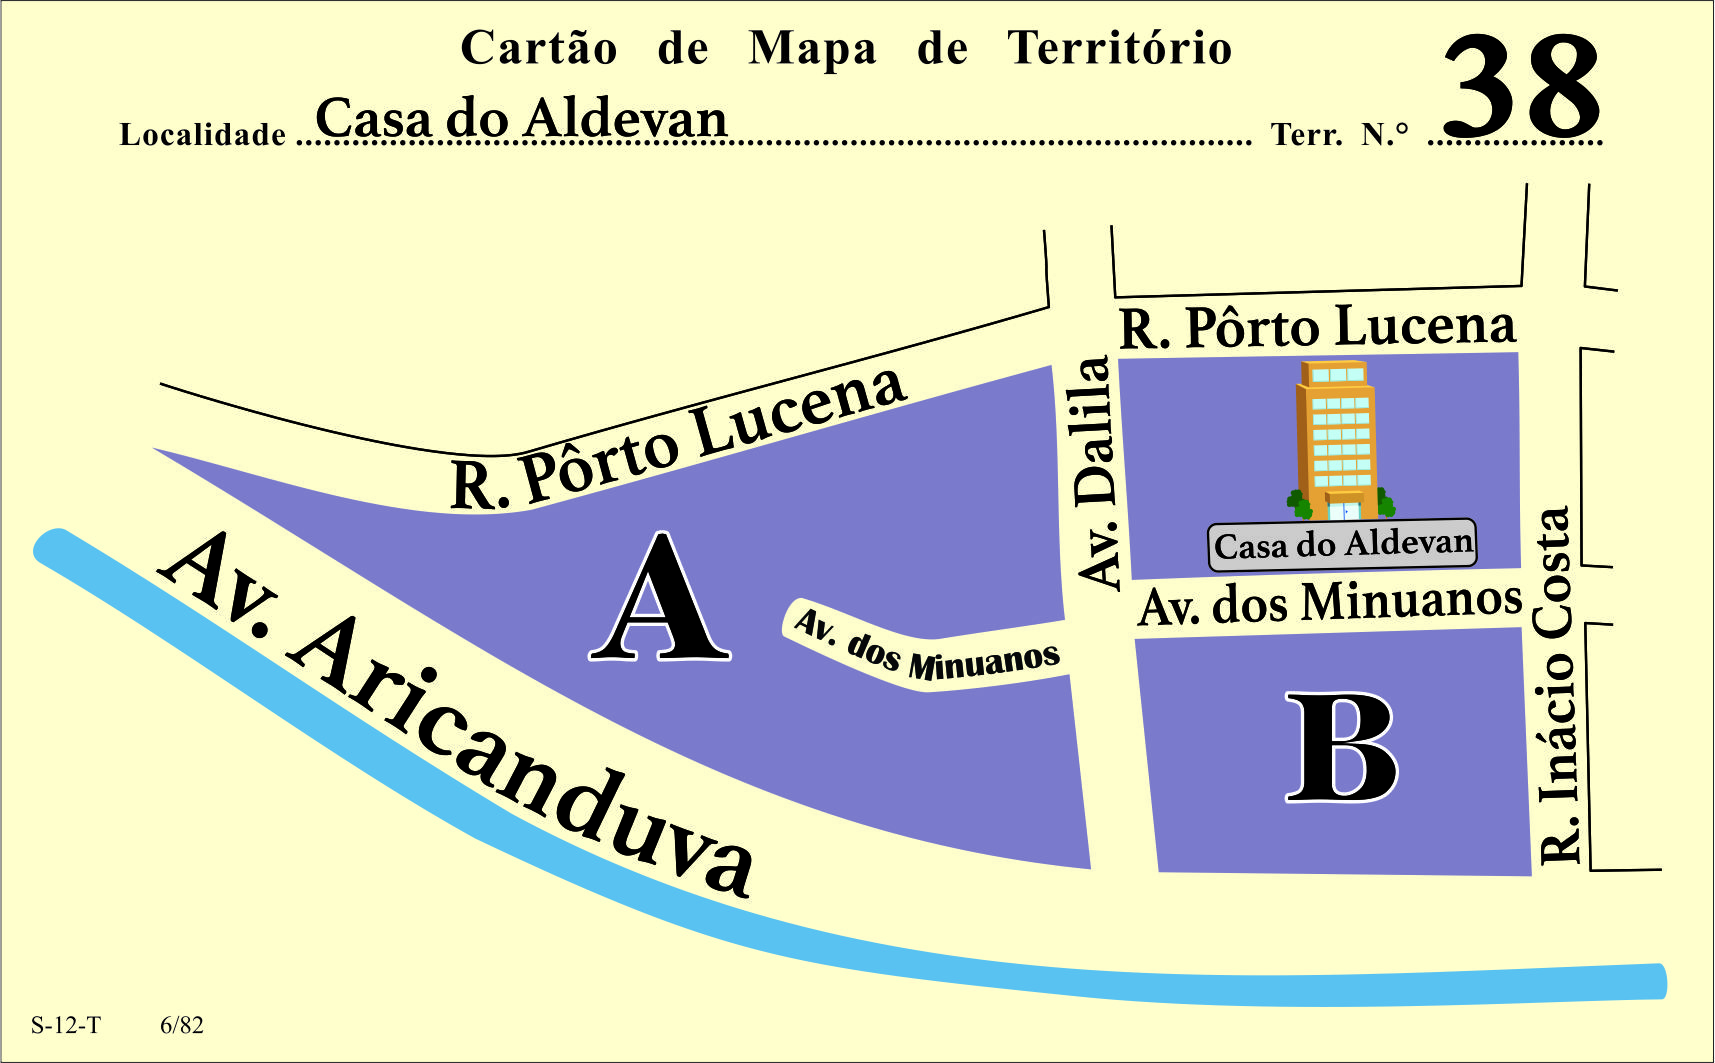 Cartão de Mapa de Território
Localidade Casa do Aldevan Terr. N.° 38
R. Pôrto Lucena
R. Pôrto Lucena
Av. Dalila
Casa do Aldevan
Av. dos Minuanos
A
Av. dos Minuanos
B
R. Inácio Costa
Av. Aricanduva
S-12-T 6/82